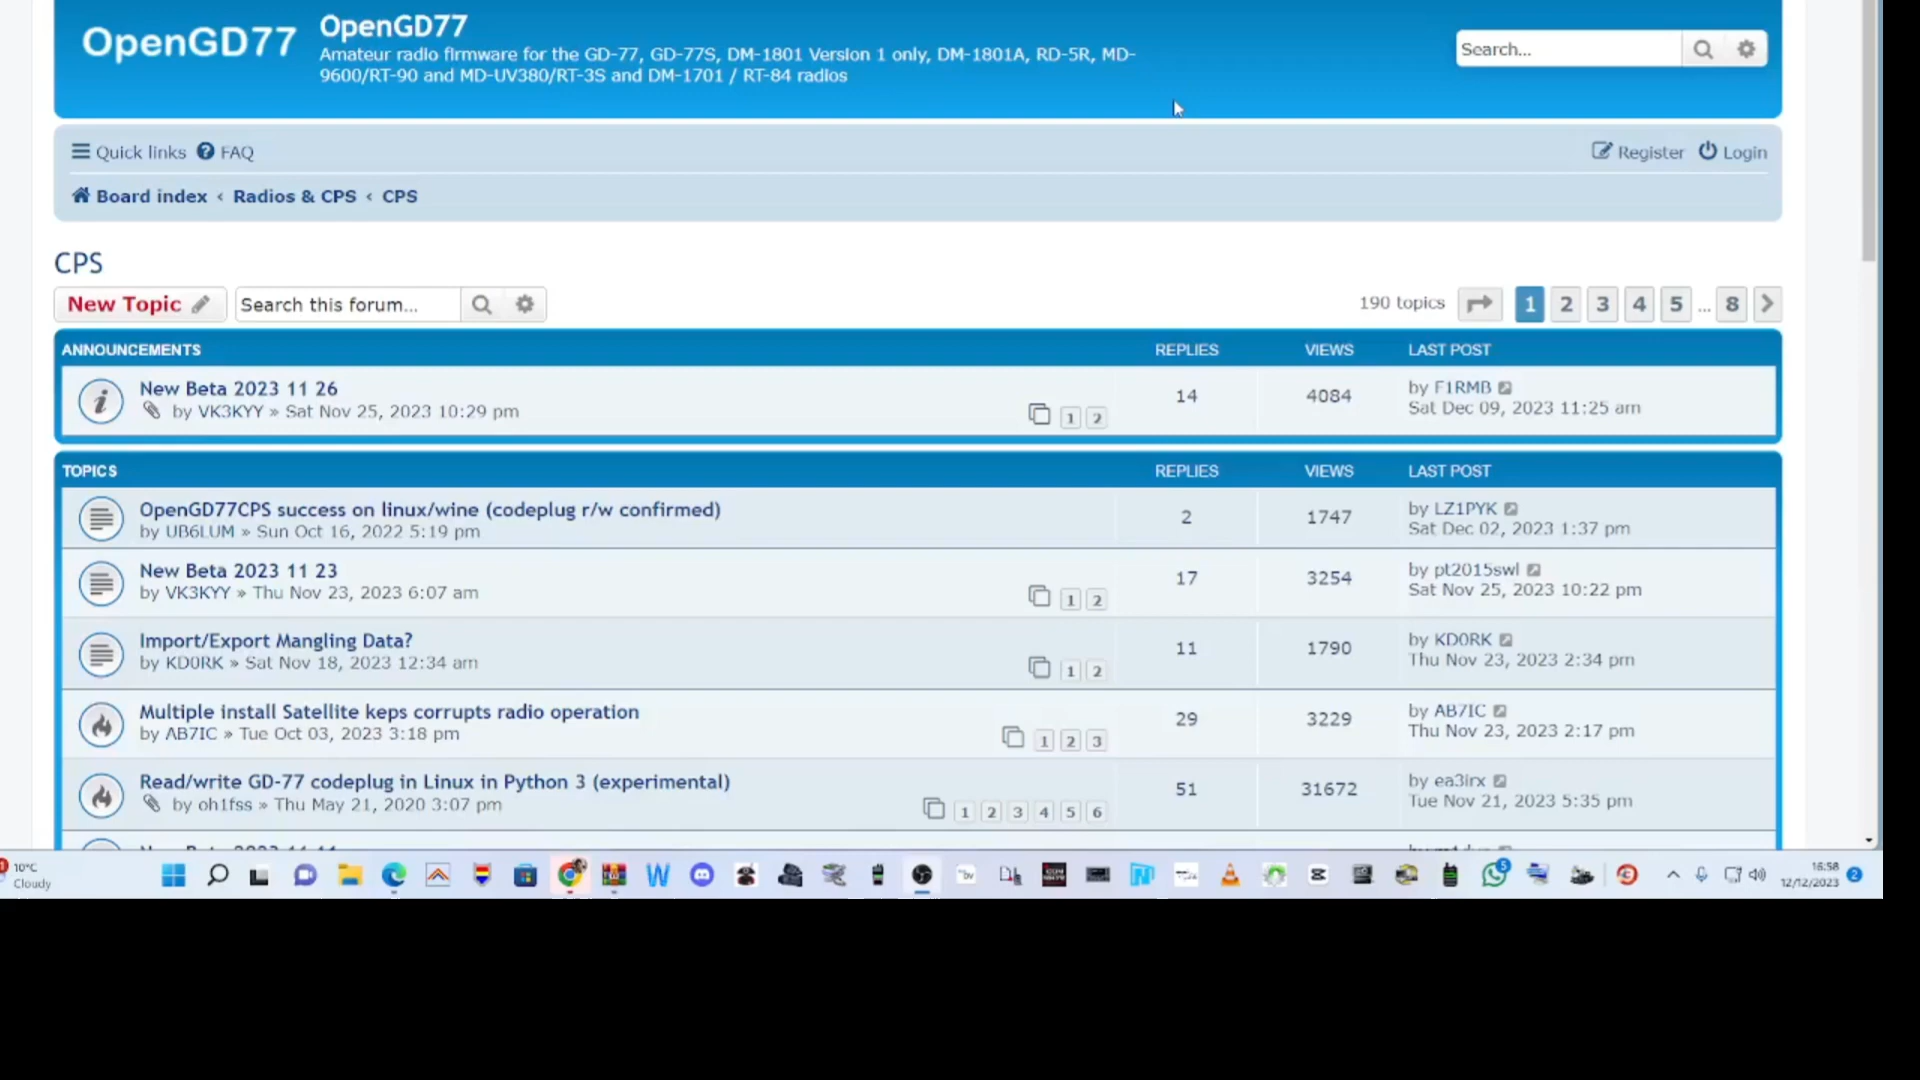 OpenGD77
OpenGD77
Amateur radio firmware for the GD-77, GD-77S, DM-1801 Version 1 only, DM-1801A, RD-5R, MD-
9600/RT-90 and MD-UV380/RT-3S and DM-1701 / RT-84 radios
Search...
Quick links FAQ
Register Login
Board index ‹ Radios & CPS ‹ CPS
CPS
New Topic Search this forum...
190 topics 1 2 3 4 5 ... 8
ANNOUNCEMENTS REPLIES VIEWS LAST POST
New Beta 2023 11 26
by VK3KYY » Sat Nov 25, 2023 10:29 pm
1 2
14
4084
by F1RMB
Sat Dec 09, 2023 11:25 am
TOPICS REPLIES VIEWS LAST POST
OpenGD77CPS success on linux/wine (codeplug r/w confirmed)
by UB6LUM » Sun Oct 16, 2022 5:19 pm
2
1747
by LZ1PYK
Sat Dec 02, 2023 1:37 pm
New Beta 2023 11 23
by VK3KYY » Thu Nov 23, 2023 6:07 am
1 2
17
3254
by pt2015swl
Sat Nov 25, 2023 10:22 pm
Import/Export Mangling Data?
by KD0RK » Sat Nov 18, 2023 12:34 am
1 2
11
1790
by KD0RK
Thu Nov 23, 2023 2:34 pm
Multiple install Satellite keps corrupts radio operation
by AB7IC » Tue Oct 03, 2023 3:18 pm
1 2 3
29
3229
by AB7IC
Thu Nov 23, 2023 2:17 pm
Read/write GD-77 codeplug in Linux in Python 3 (experimental)
by oh1fss » Thu May 21, 2020 3:07 pm
1 2 3 4 5 6
51
31672
by ea3irx
Tue Nov 21, 2023 5:35 pm
10°C
Cloudy
5
16:58
12/12/2023
2